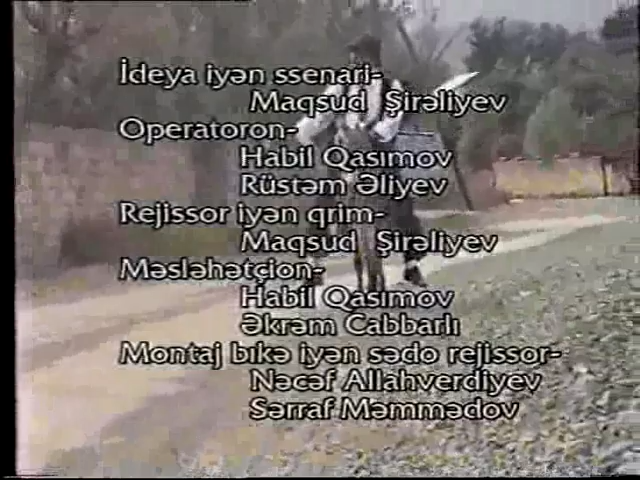 İdeya iyən ssenari-
Maqsud Şirəliyev
Operatoron-
Habil Qasımov
Rüstəm Əliyev
Rejissor iyən qrim-
Maqsud Şirəliyev
Məsləhətçion-
Habil Qasımov
Əkrəm Cabbarlı
Montaj bıkə iyən sədo rejissor-
Nəcəf Allahverdiyev
Sərraf Məmmədov